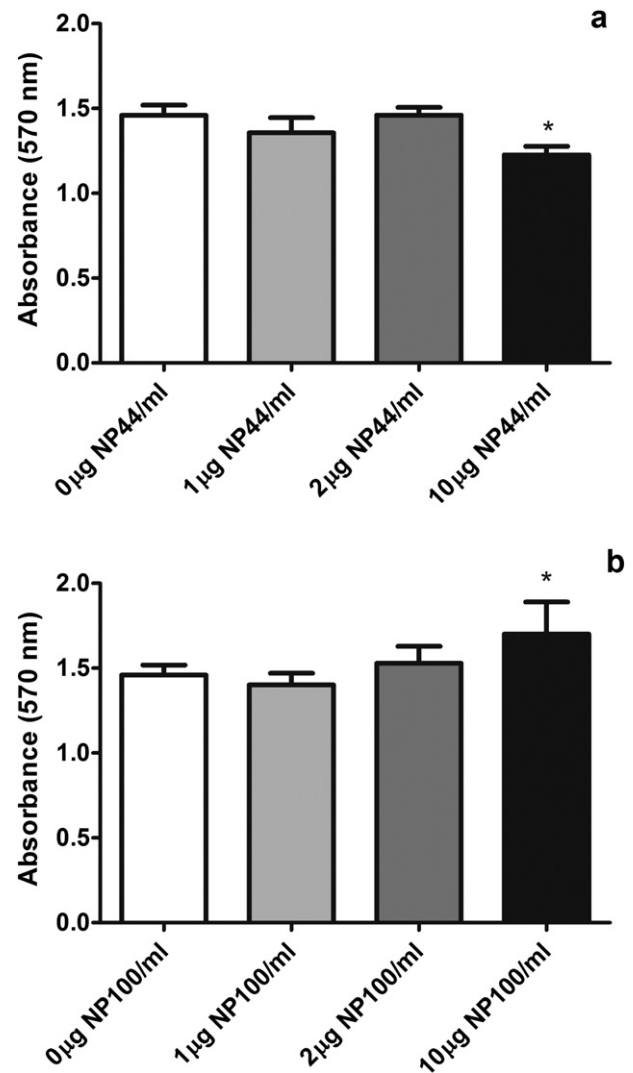 a
2.0
1.5
1.0
0.5
0.0
Absorbance (570 nm)
*
0µg NP44/ml
1µg NP44/ml
2µg NP44/ml
10µg NP44/ml
b
2.0
1.5
1.0
0.5
0.0
Absorbance (570 nm)
*
0µg NP100/ml
1µg NP100/ml
2µg NP100/ml
10µg NP100/ml